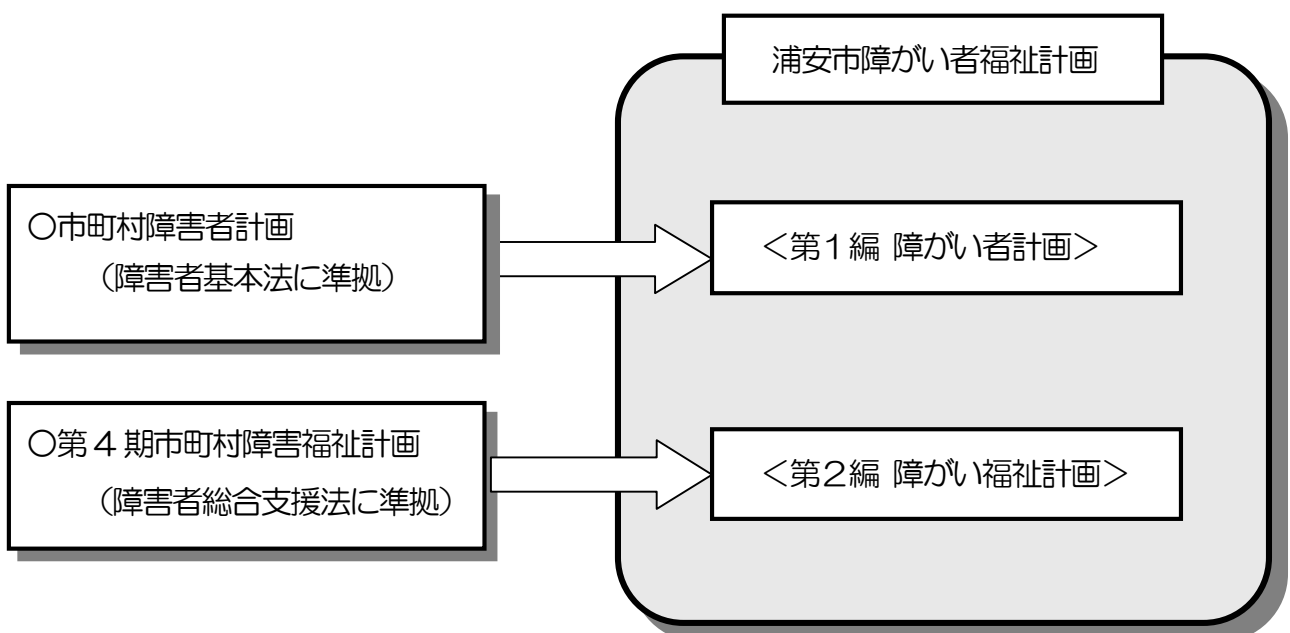 浦安市障がい者福祉計画
○市町村障害者計画
（障害者基本法に準拠）
＜第１編 障がい者計画＞
○第４期市町村障害福祉計画
（障害者総合支援法に準拠）
＜第２編 障がい福祉計画＞